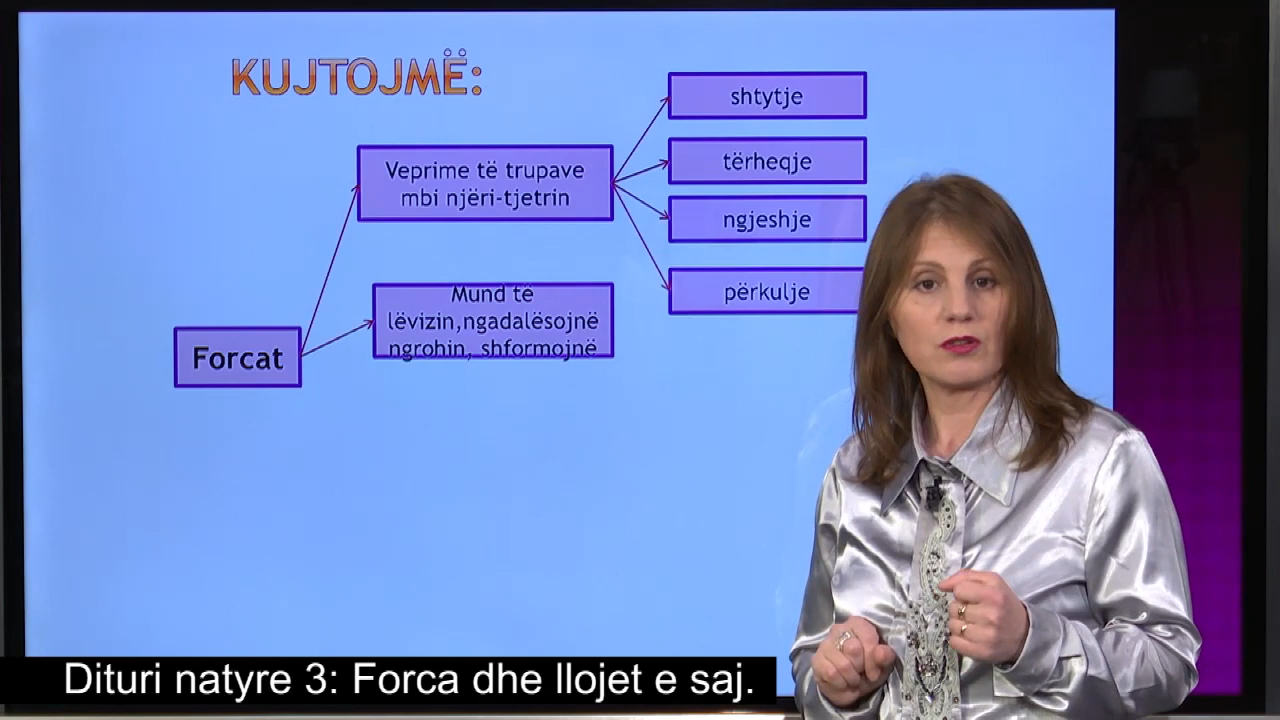 KUJTOJMË:
shtytje
Veprime të trupave
mbi njëri-tjetrin
tërheqje
ngjeshje
përkulje
Mund të
lëvizin,ngadalësojnë
ngrohin, shformojnë
Forcat
Dituri natyre 3: Forca dhe llojet e saj.